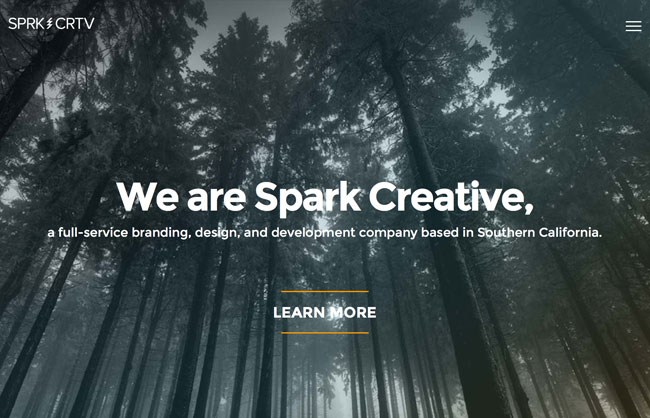 SPRK CRTV
We are Spark Creative,
a full-service branding, design, and development company based in Southern California.
LEARN MORE